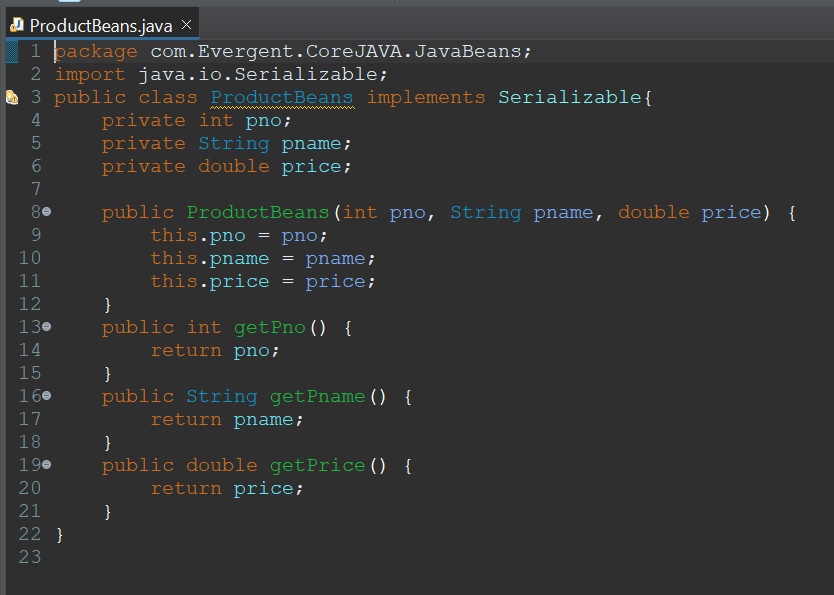 ProductBeans.java
1 package com.Evergent.CoreJAVA.JavaBeans;
2 import java.io.Serializable;
3 public class ProductBeans implements Serializable{
4     private int pno;
5     private String pname;
6     private double price;
7
8     public ProductBeans(int pno, String pname, double price) {
9         this.pno = pno;
10         this.pname = pname;
11         this.price = price;
12     }
13     public int getPno() {
14         return pno;
15     }
16     public String getPname() {
17         return pname;
18     }
19     public double getPrice() {
20         return price;
21     }
22 }
23